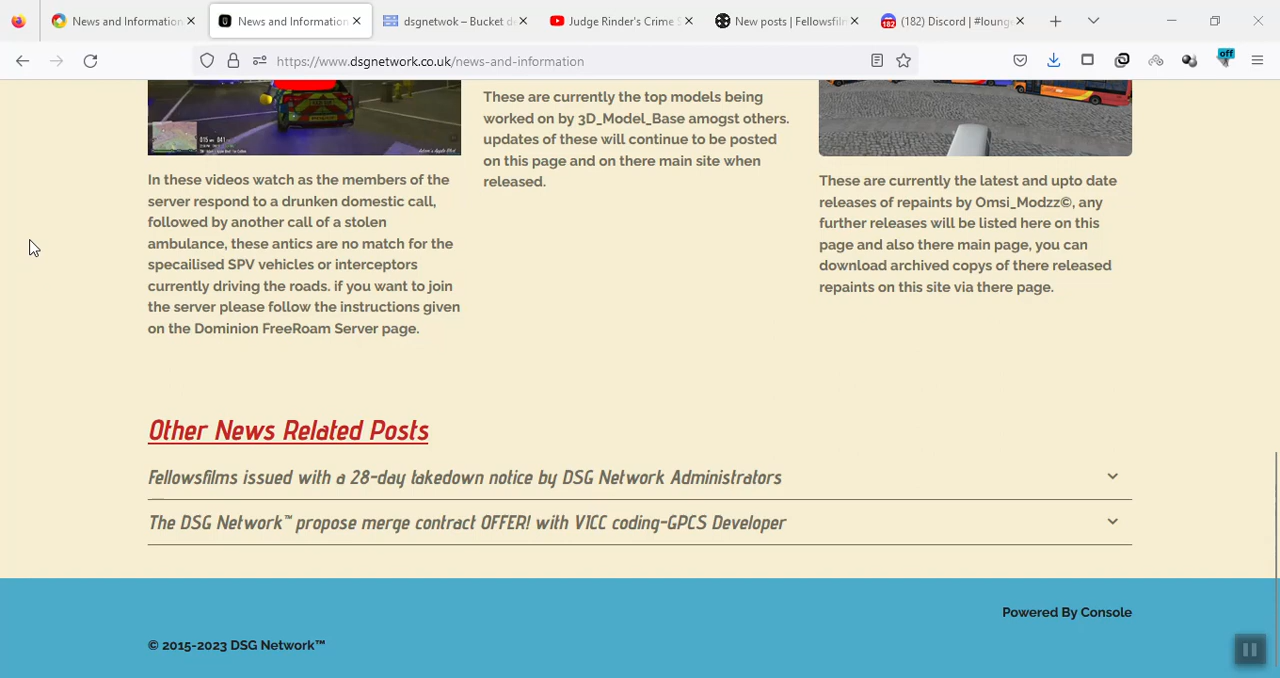 News and Information
News and Information
dsgnetwok – Bucket de
Judge Rinder's Crime S
New posts | Fellowsfilm
(182) Discord | #loung
https://www.dsgnetwork.co.uk/news-and-information
off
In these videos watch as the members of the
server respond to a drunken domestic call,
followed by another call of a stolen
ambulance, these antics are no match for the
specailised SPV vehicles or interceptors
currently driving the roads. if you want to join
the server please follow the instructions given
on the Dominion FreeRoam Server page.
These are currently the top models being
worked on by 3D_Model_Base amogst others.
updates of these will continue to be posted
on this page and on there main site when
released.
These are currently the latest and upto date
releases of repaints by Omsi_Modzz©, any
further releases will be listed here on this
page and also there main page, you can
download archived copys of there released
repaints on this site via there page.
Other News Related Posts
Fellowsfilms issued with a 28-day takedown notice by DSG Network Administrators
The DSG Network™ propose merge contract OFFER! with V1CC coding-GPCS Developer
Powered By Console
© 2015-2023 DSG Network™